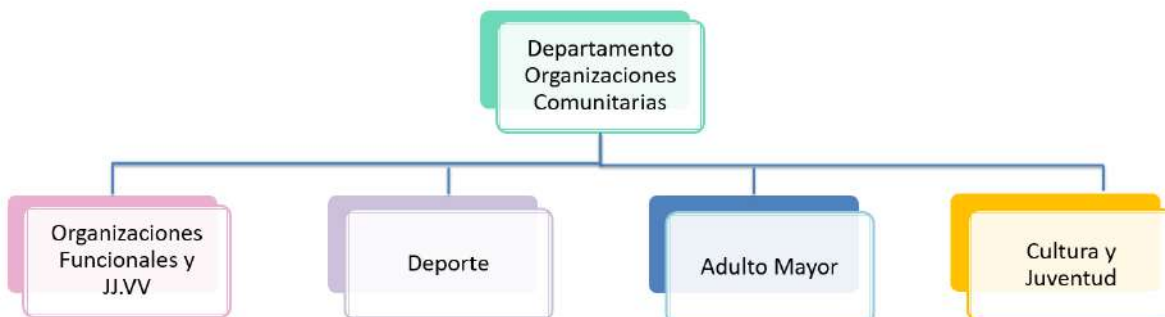 Departamento
Organizaciones
Comunitarias
Organizaciones
Funcionales y
JJ.VV
Deporte
Adulto Mayor
Cultura y
Juventud